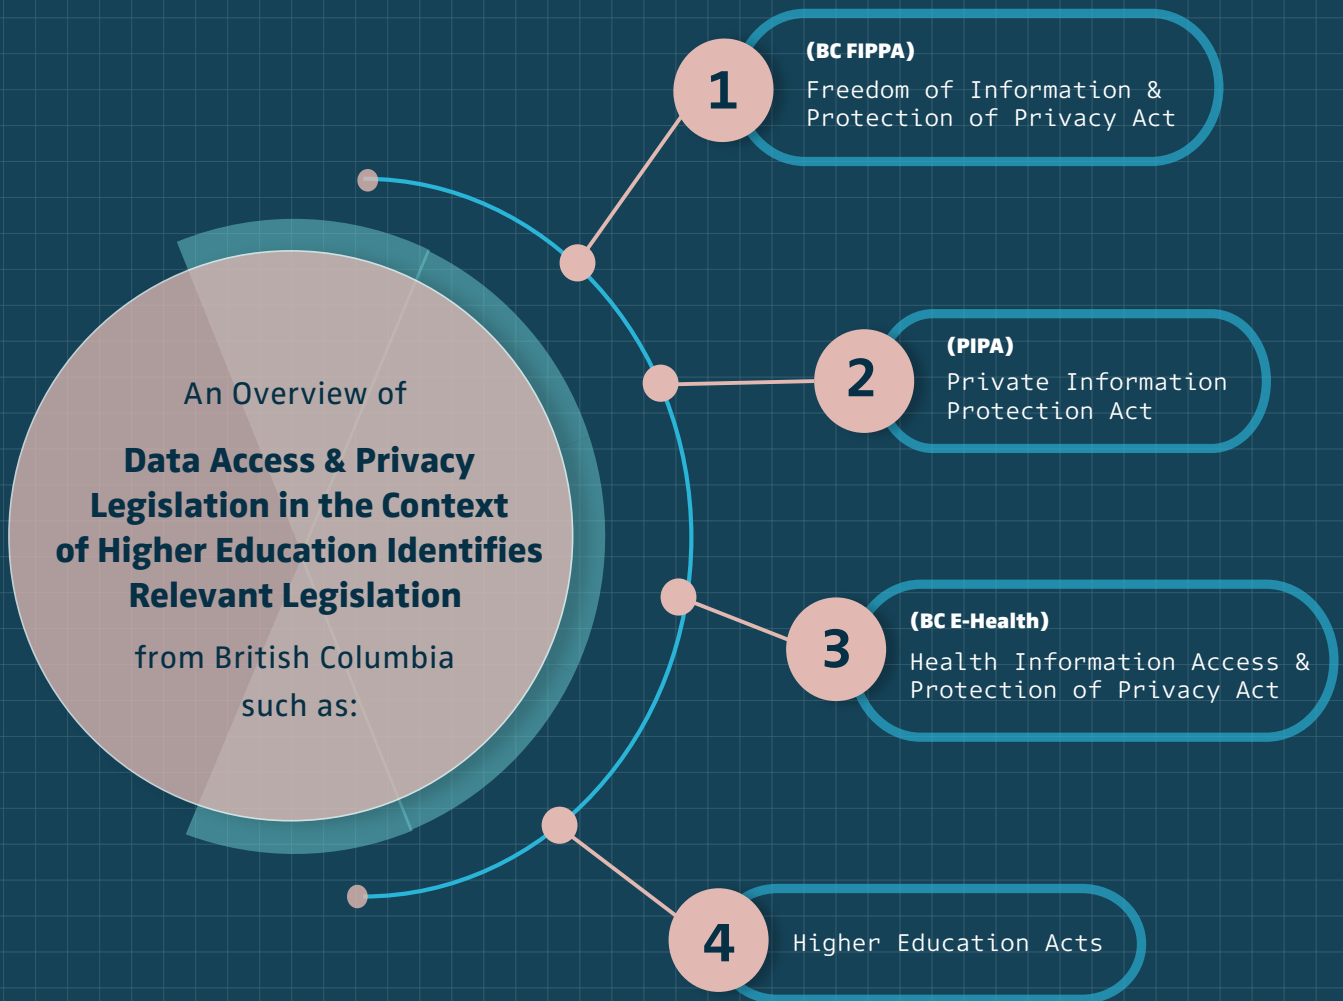 An Overview of
Data Access & Privacy
Legislation in the Context
of Higher Education Identifies
Relevant Legislation
from British Columbia
such as:
1
(BC FIPPA)
Freedom of Information &
Protection of Privacy Act
2
(PIPA)
Private Information
Protection Act
3
(BC E-Health)
Health Information Access &
Protection of Privacy Act
4
Higher Education Acts